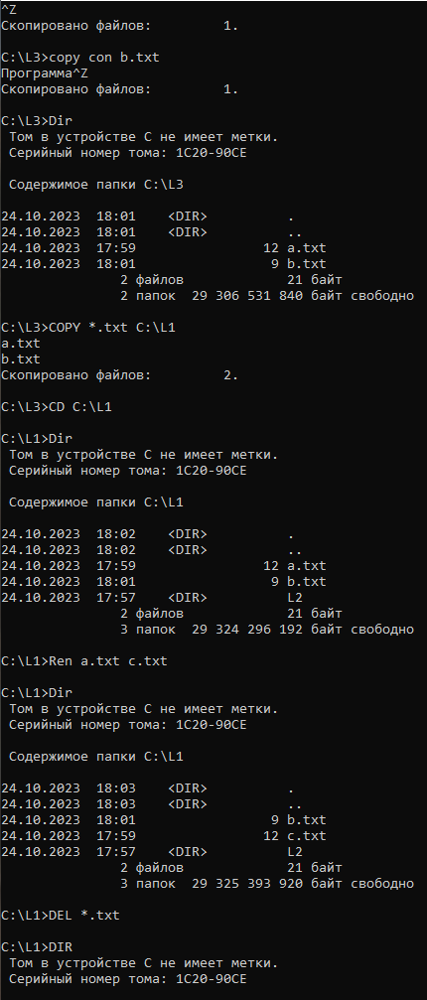 ^Z
Скопировано файлов:         1.
C:\L3>copy con b.txt
Программа^Z
Скопировано файлов:         1.
C:\L3>Dir
 Том в устройстве C не имеет метки.
 Серийный номер тома: 1C20-90CE
 Содержимое папки C:\L3
24.10.2023  18:01    <DIR>          .
24.10.2023  18:01    <DIR>          ..
24.10.2023  17:59                12 a.txt
24.10.2023  18:01                 9 b.txt
               2 файлов             21 байт
               2 папок  29 306 531 840 байт свободно
C:\L3>COPY *.txt C:\L1
a.txt
b.txt
Скопировано файлов:         2.
C:\L3>CD C:\L1
C:\L1>Dir
 Том в устройстве C не имеет метки.
 Серийный номер тома: 1C20-90CE
 Содержимое папки C:\L1
24.10.2023  18:02    <DIR>          .
24.10.2023  18:02    <DIR>          ..
24.10.2023  17:59                12 a.txt
24.10.2023  18:01                 9 b.txt
24.10.2023  17:57    <DIR>          L2
               2 файлов             21 байт
               3 папок  29 324 296 192 байт свободно
C:\L1>Ren a.txt c.txt
C:\L1>Dir
 Том в устройстве C не имеет метки.
 Серийный номер тома: 1C20-90CE
 Содержимое папки C:\L1
24.10.2023  18:03    <DIR>          .
24.10.2023  18:03    <DIR>          ..
24.10.2023  18:01                 9 b.txt
24.10.2023  17:59                12 c.txt
24.10.2023  17:57    <DIR>          L2
               2 файлов             21 байт
               3 папок  29 325 393 920 байт свободно
C:\L1>DEL *.txt
C:\L1>DIR
 Том в устройстве C не имеет метки.
 Серийный номер тома: 1C20-90CE